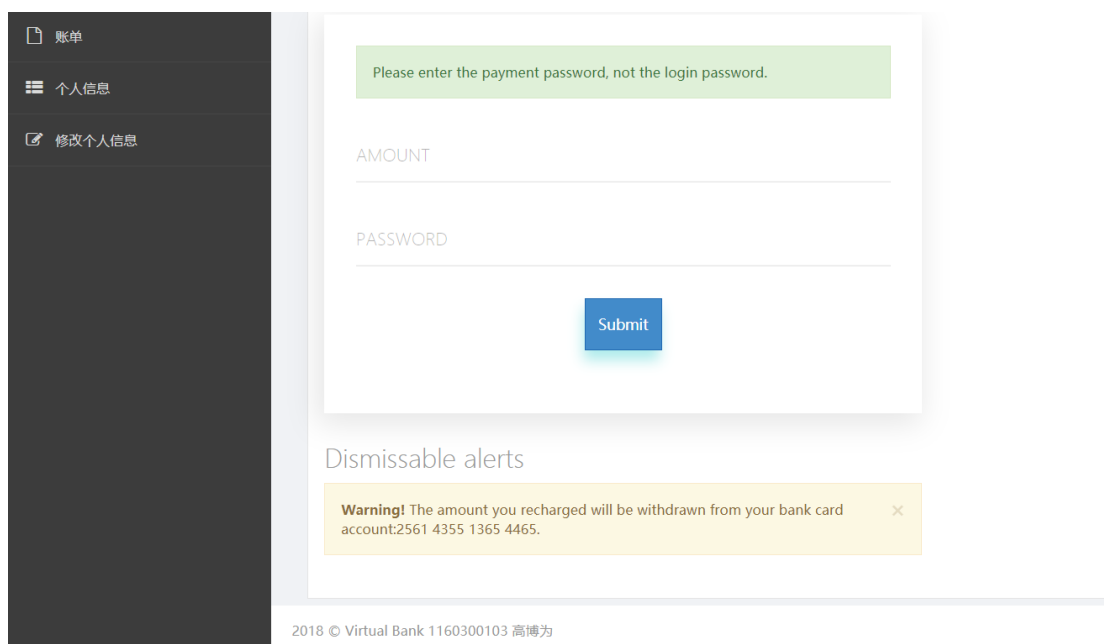 账单
个人信息
修改个人信息
Please enter the payment password, not the login password.
AMOUNT
PASSWORD
Submit
Dismissable alerts
Warning! The amount you recharged will be withdrawn from your bank card
account:2561 4355 1365 4465.
×
2018 © Virtual Bank 1160300103 高博为